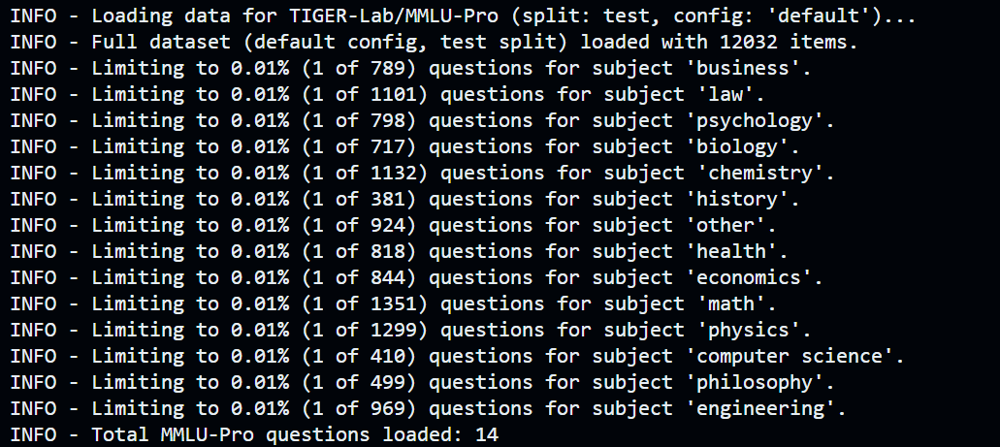 INFO - Loading data for TIGER-Lab/MMLU-Pro (split: test, config: 'default')...
INFO - Full dataset (default config, test split) loaded with 12032 items.
INFO - Limiting to 0.01% (1 of 789) questions for subject 'business'.
INFO - Limiting to 0.01% (1 of 1101) questions for subject 'law'.
INFO - Limiting to 0.01% (1 of 798) questions for subject 'psychology'.
INFO - Limiting to 0.01% (1 of 717) questions for subject 'biology'.
INFO - Limiting to 0.01% (1 of 1132) questions for subject 'chemistry'.
INFO - Limiting to 0.01% (1 of 381) questions for subject 'history'.
INFO - Limiting to 0.01% (1 of 924) questions for subject 'other'.
INFO - Limiting to 0.01% (1 of 818) questions for subject 'health'.
INFO - Limiting to 0.01% (1 of 844) questions for subject 'economics'.
INFO - Limiting to 0.01% (1 of 1351) questions for subject 'math'.
INFO - Limiting to 0.01% (1 of 1299) questions for subject 'physics'.
INFO - Limiting to 0.01% (1 of 410) questions for subject 'computer science'.
INFO - Limiting to 0.01% (1 of 499) questions for subject 'philosophy'.
INFO - Limiting to 0.01% (1 of 969) questions for subject 'engineering'.
INFO - Total MMLU-Pro questions loaded: 14